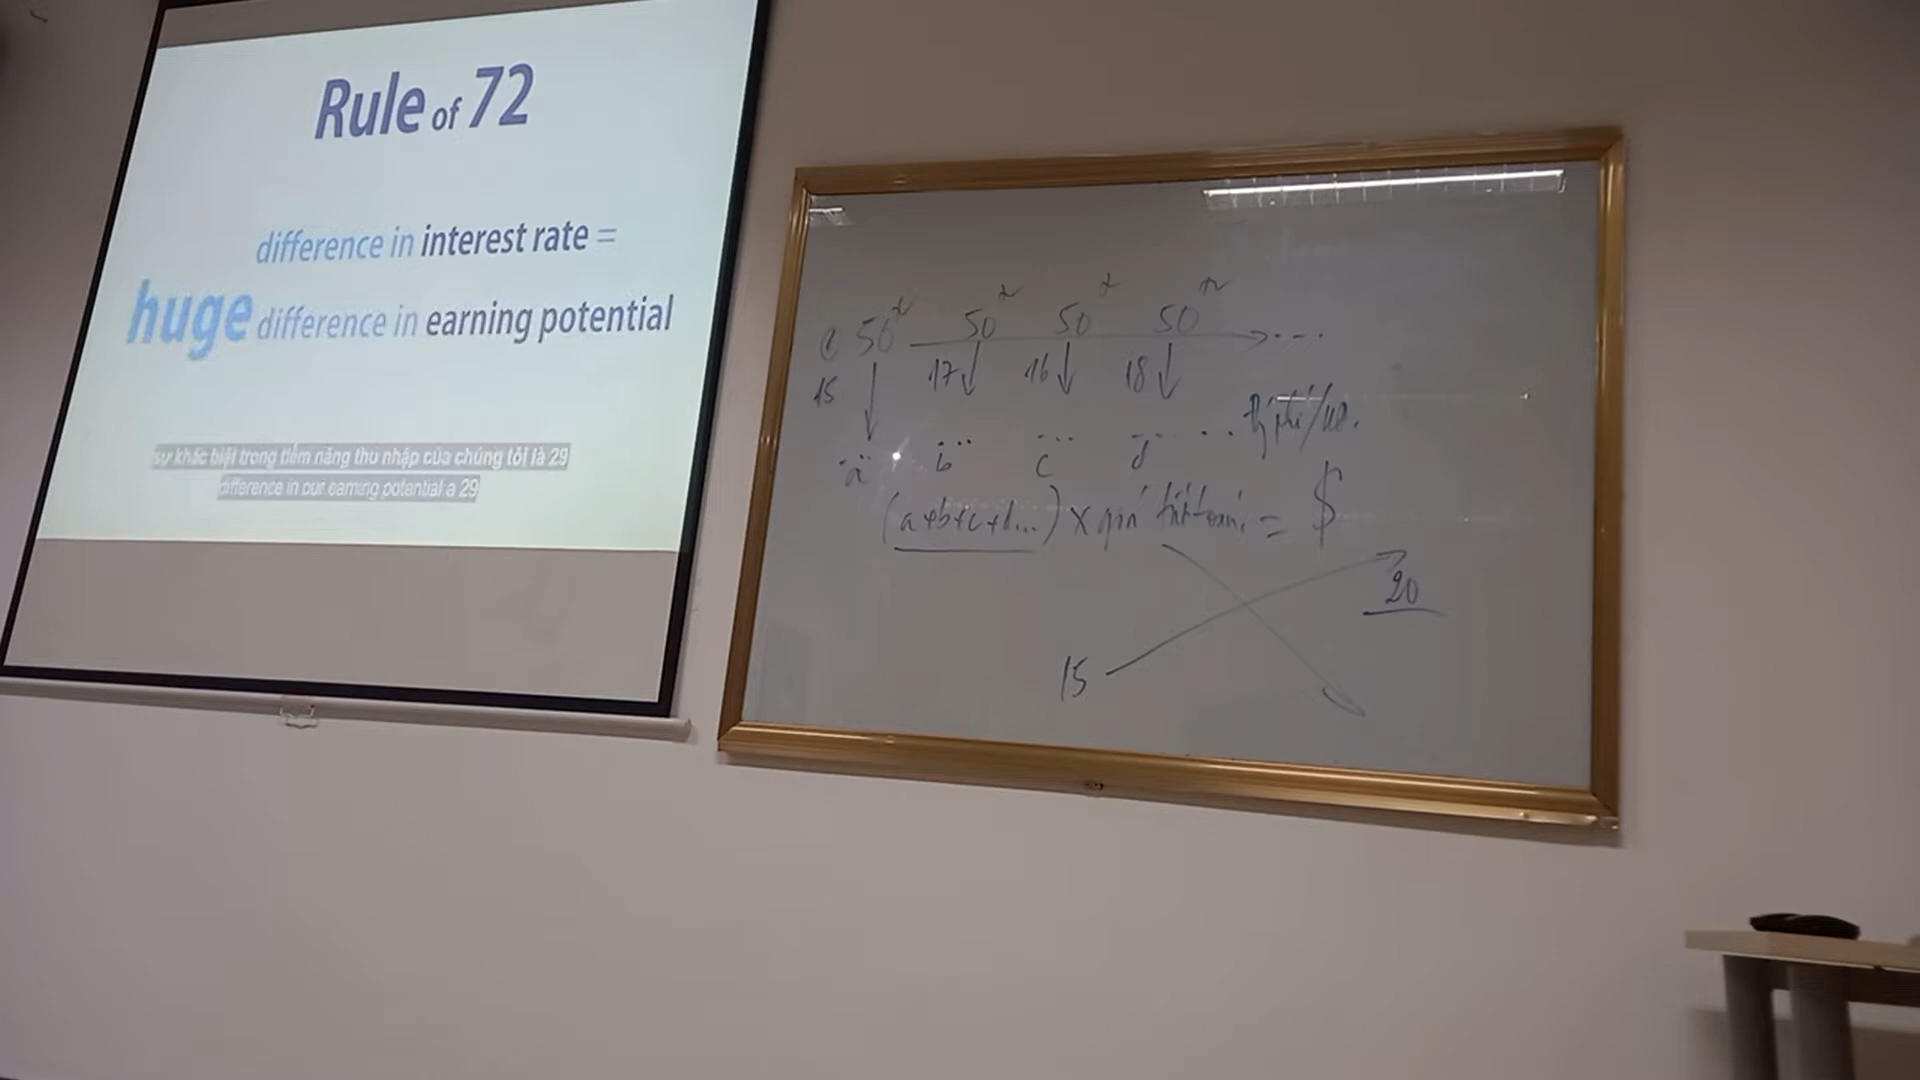 Rule of 72
difference in interest rate =
huge difference in earning potential
sự khác biệt trong tiềm năng thu nhập của chúng tôi là 29
difference in our earning potential a 29
50 50 50 50 ...
15 17 16 18
a b c d ...
(a+b+c+d...) x = $
20
15